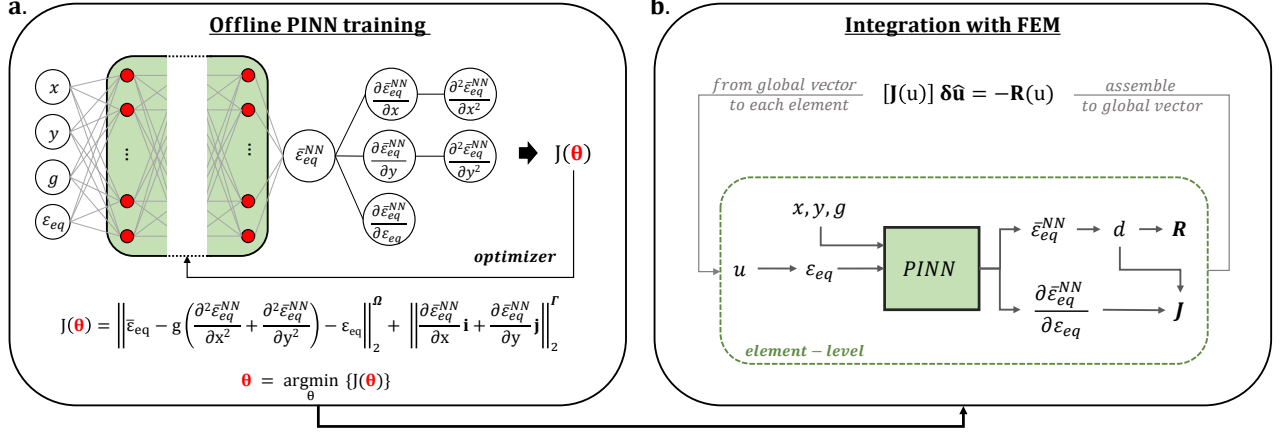 a.
Offline PINN training
x
y
g
ε_eq
⋮
⋮
ε̄_eq^NN
∂ε̄_eq^NN/∂x
∂²ε̄_eq^NN/∂x²
∂ε̄_eq^NN/∂y
∂²ε̄_eq^NN/∂y²
∂ε̄_eq^NN/∂ε_eq
J(θ)
optimizer
J(θ) = ‖ε̄_eq − g(∂²ε̄_eq^NN/∂x² + ∂²ε̄_eq^NN/∂y²) − ε_eq‖₂^Ω + ‖∂ε̄_eq^NN/∂x i + ∂ε̄_eq^NN/∂y j‖₂^Γ
θ = argmin {J(θ)}
θ
b.
Integration with FEM
from global vector
to each element
[J(u)] δû = −R(u)
assemble
to global vector
x, y, g
u
ε_eq
PINN
ε̄_eq^NN
d
R
∂ε̄_eq^NN/∂ε_eq
J
element − level